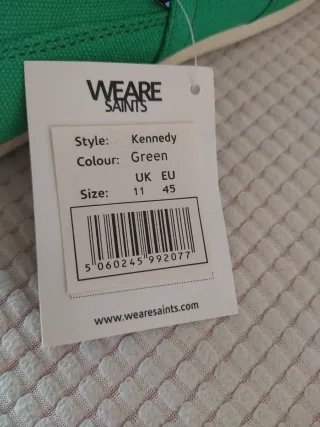 WEARE
SAINTS
Style: Kennedy
Colour: Green
UK EU
Size: 11 45
5 060245 992077
www.wearesaints.com